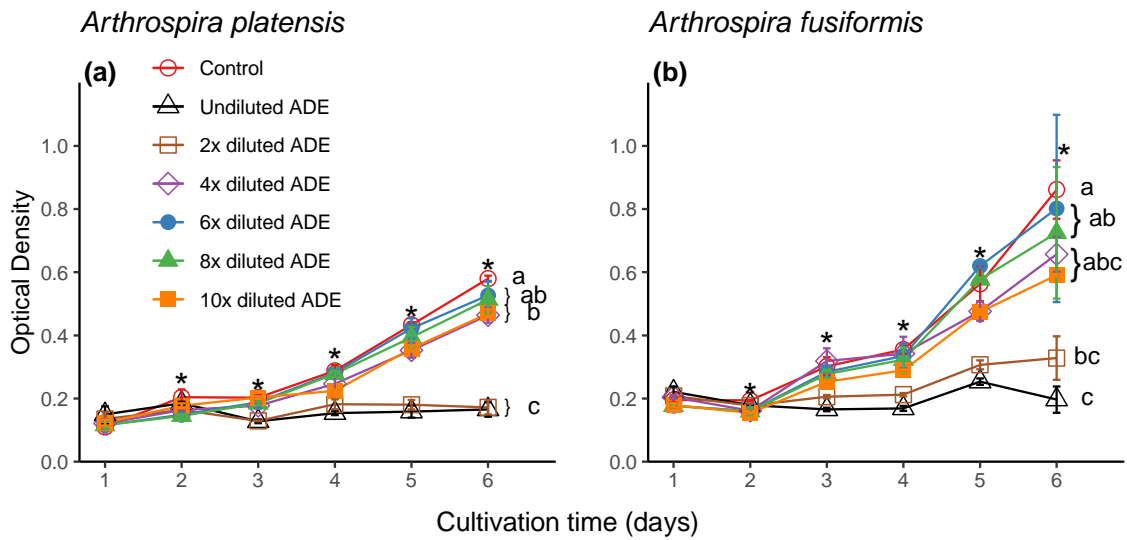 Arthrospira platensis
Arthrospira fusiformis
(a)
Control
Undiluted ADE
2x diluted ADE
4x diluted ADE
6x diluted ADE
8x diluted ADE
10x diluted ADE
Optical Density
1.0
0.8
0.6
0.4
0.2
0.0
*
*
*
*
*
a
} ab
} b
} c
1 2 3 4 5 6
(b)
1.0
0.8
0.6
0.4
0.2
0.0
*
*
*
*
*
a
} ab
} abc
bc
c
1 2 3 4 5 6
Cultivation time (days)